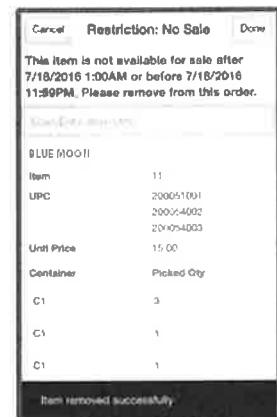 Cancel Restriction: No Sale Done
This item is not available for sale after
7/18/2016 1:00AM or before 7/18/2016
11:59PM. Please remove from this order.
BLUE MOON
Item 11
UPC 200051001
200054002
200054003
Unit Price 15.00
Container Picked Qty
C1 3
C1 1
C1 1
Item removed successfully